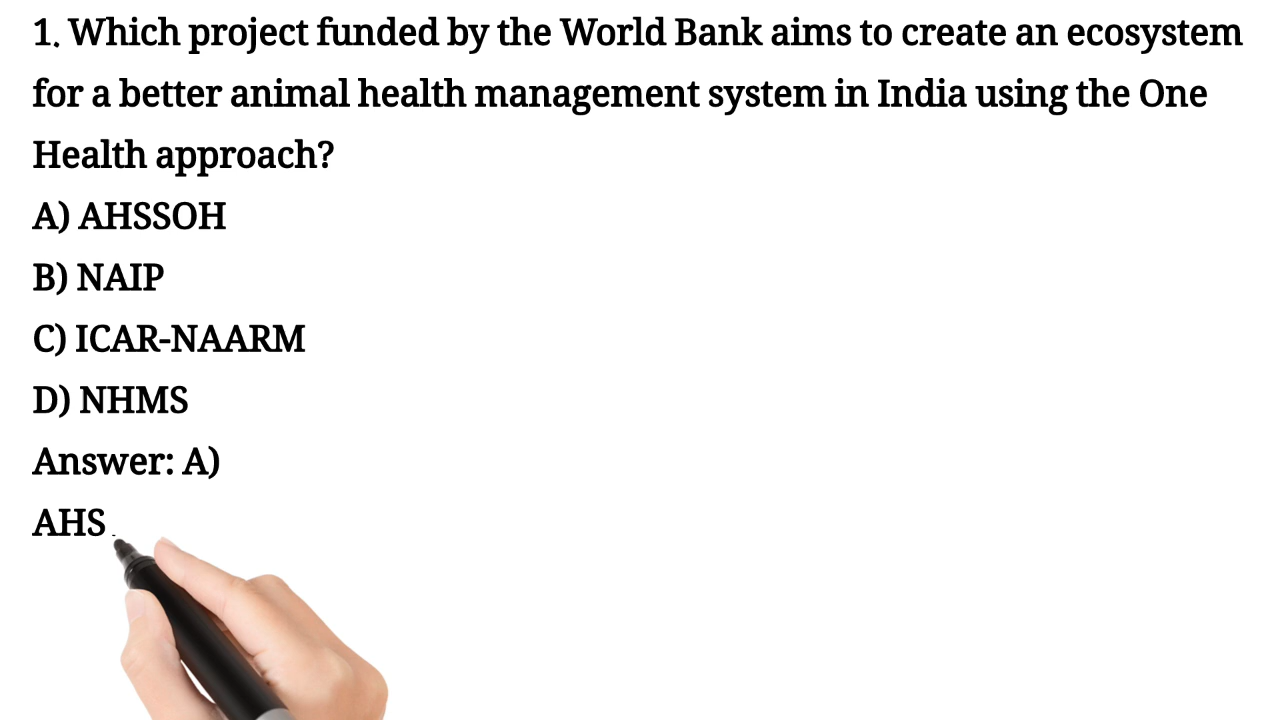 1. Which project funded by the World Bank aims to create an ecosystem
for a better animal health management system in India using the One
Health approach?
A) AHSSOH
B) NAIP
C) ICAR-NAARM
D) NHMS
Answer: A)
AHS